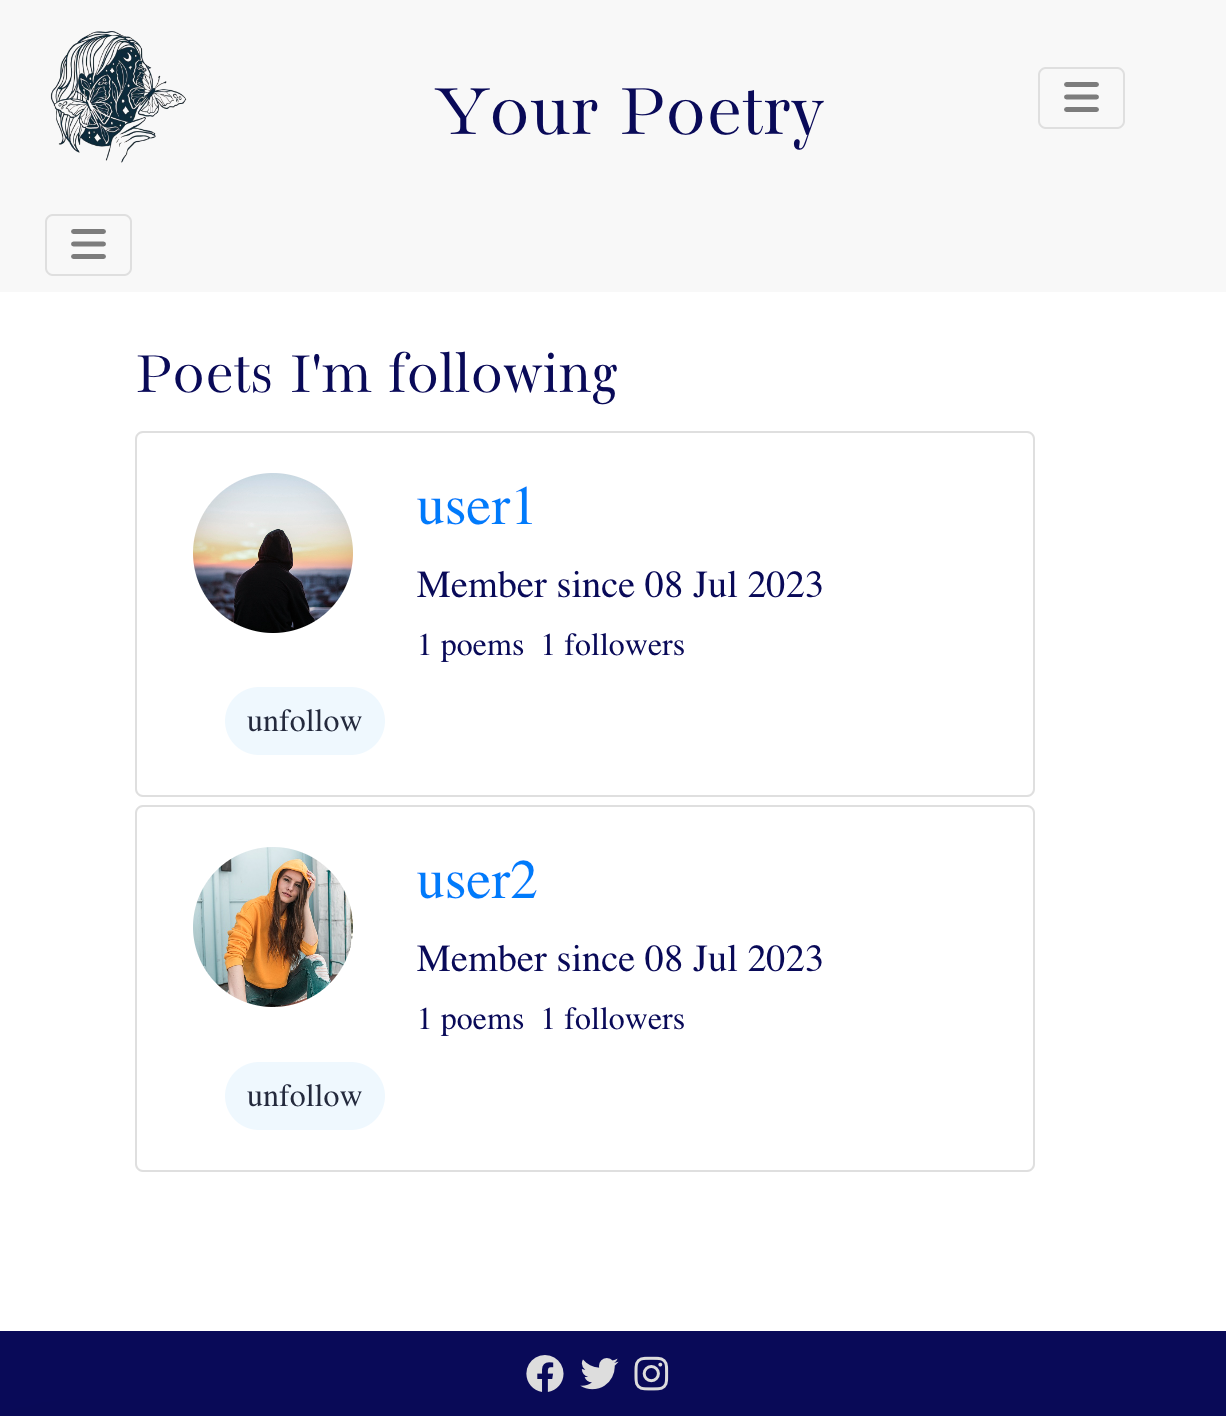 Your Poetry
Poets I'm following
user1
Member since 08 Jul 2023
1 poems 1 followers
unfollow
user2
Member since 08 Jul 2023
1 poems 1 followers
unfollow